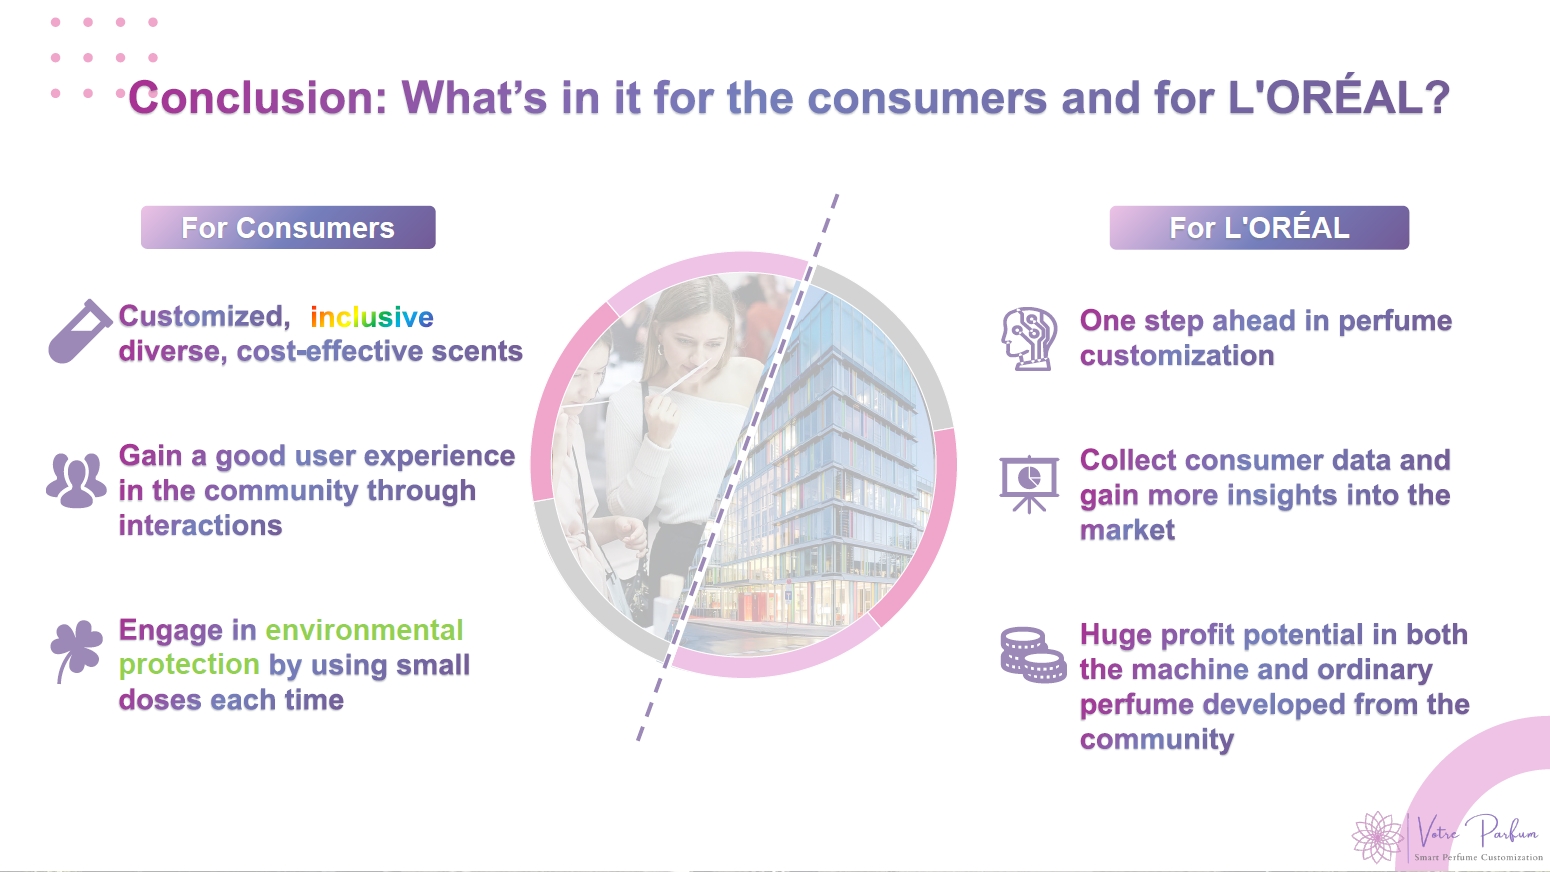 Conclusion: What’s in it for the consumers and for L'ORÉAL?
For Consumers
Customized, inclusive
diverse, cost-effective scents
Gain a good user experience
in the community through
interactions
Engage in environmental
protection by using small
doses each time
For L'ORÉAL
One step ahead in perfume
customization
Collect consumer data and
gain more insights into the
market
Huge profit potential in both
the machine and ordinary
perfume developed from the
community
Votre Parfum
Smart Perfume Customization